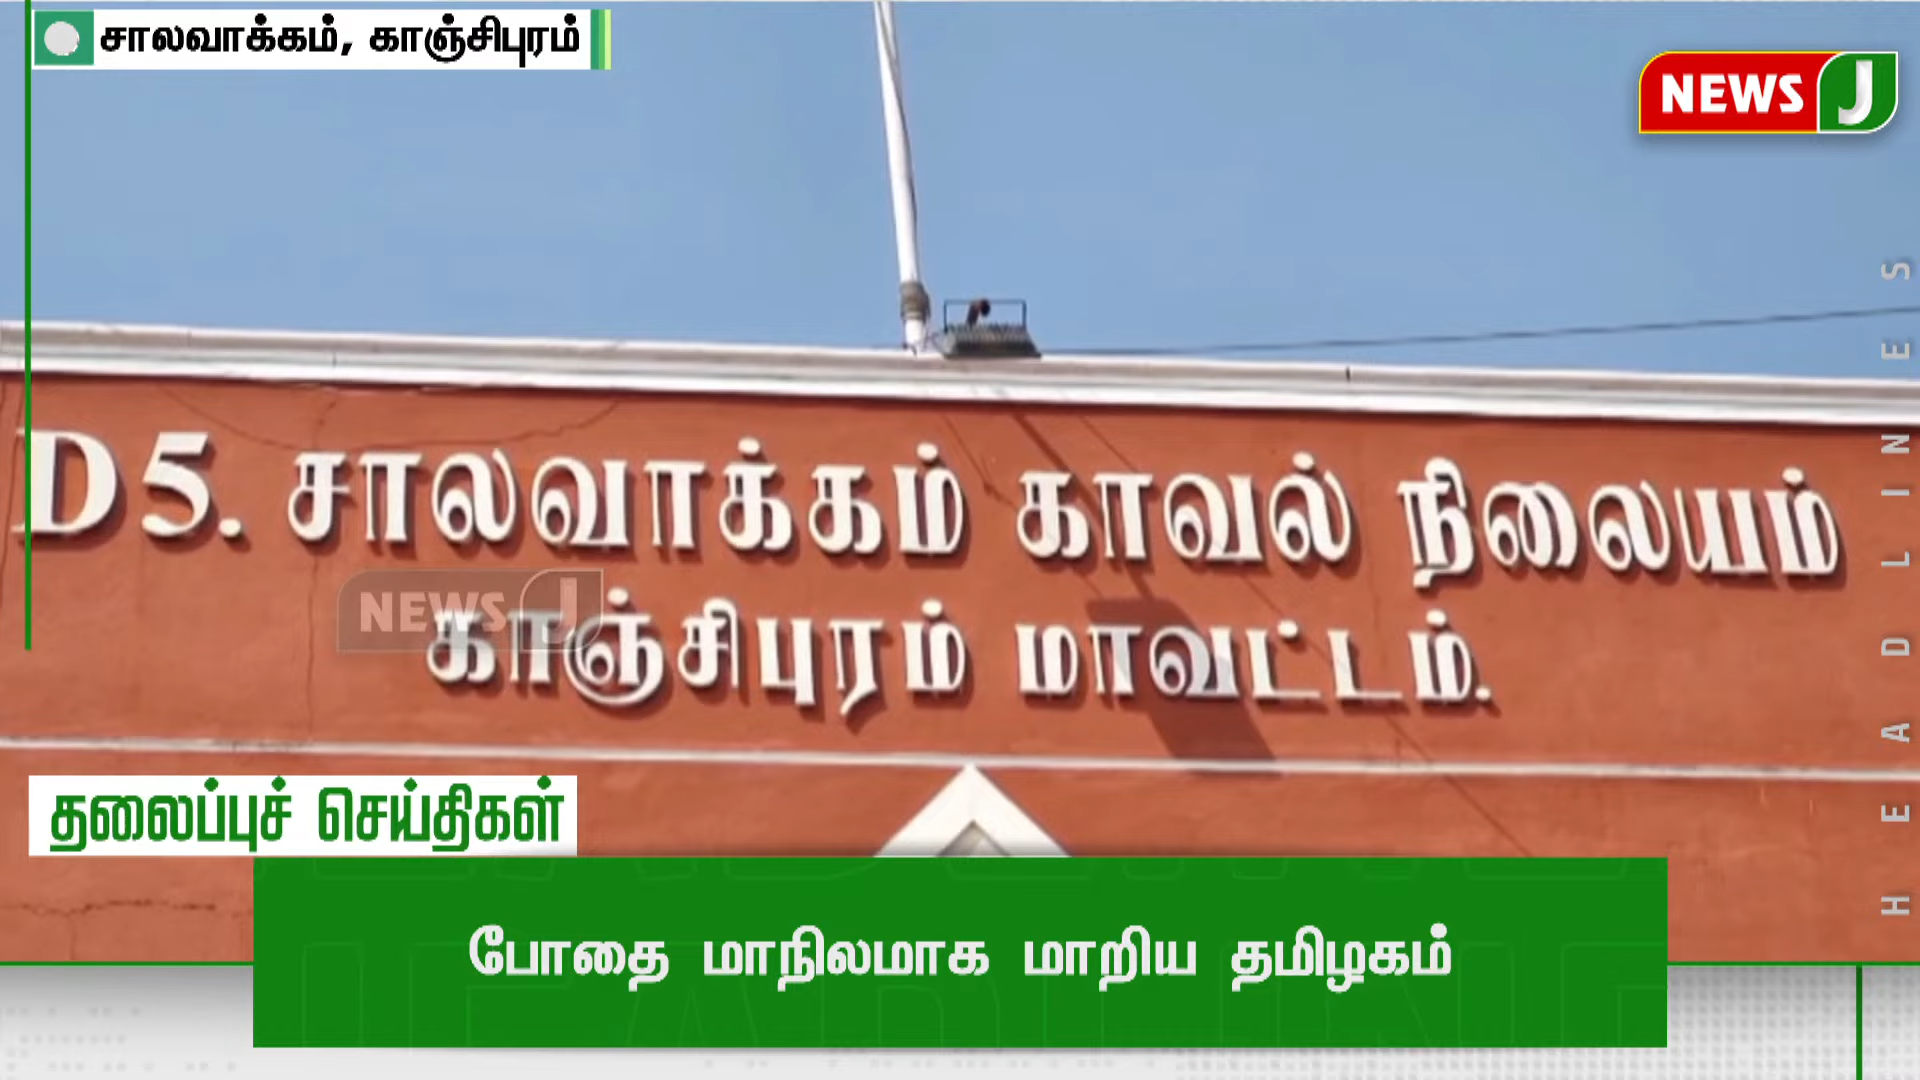 சாலவாக்கம், காஞ்சிபுரம்
NEWS J
D5. சாலவாக்கம் காவல் நிலையம்
NEWS J
காஞ்சிபுரம் மாவட்டம்.
HEADLINES
தலைப்புச் செய்திகள்
போதை மாநிலமாக மாறிய தமிழகம்